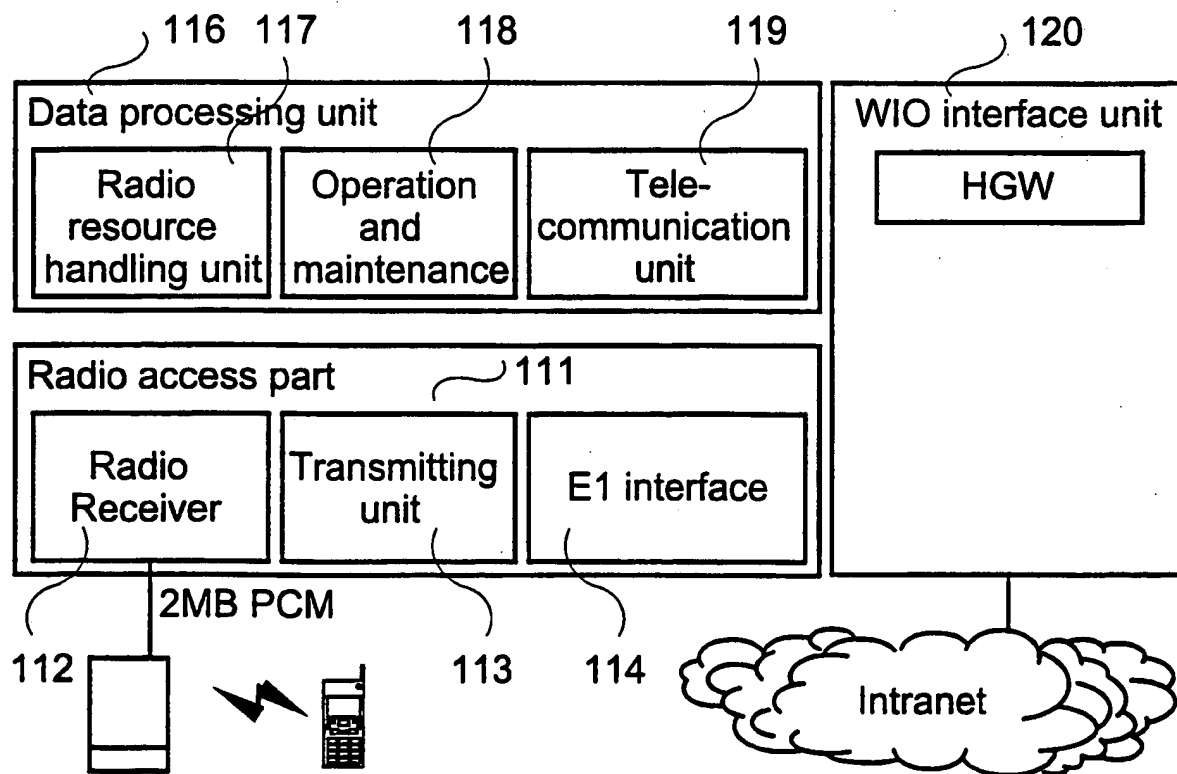 116
117
118
119
120
Data processing unit
Radio
resource
handling unit
Operation
and
maintenance
Tele-
communication
unit
WIO interface unit
HGW
Radio access part
111
Radio
Receiver
Transmitting
unit
E1 interface
2MB PCM
112
113
114
Intranet